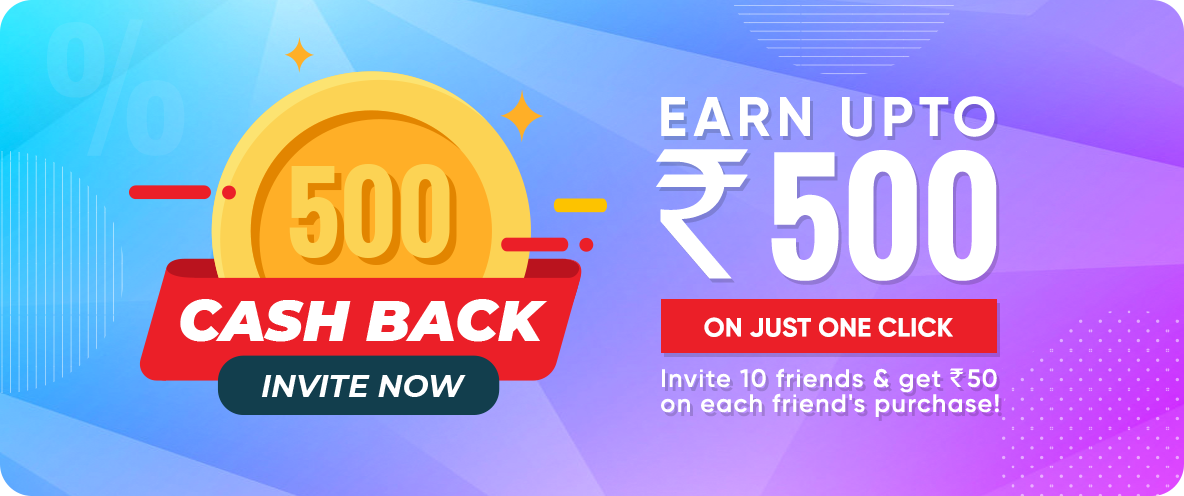 %
500
CASH BACK
INVITE NOW
EARN UPTO
₹500
ON JUST ONE CLICK
Invite 10 friends & get ₹50
on each friend's purchase!